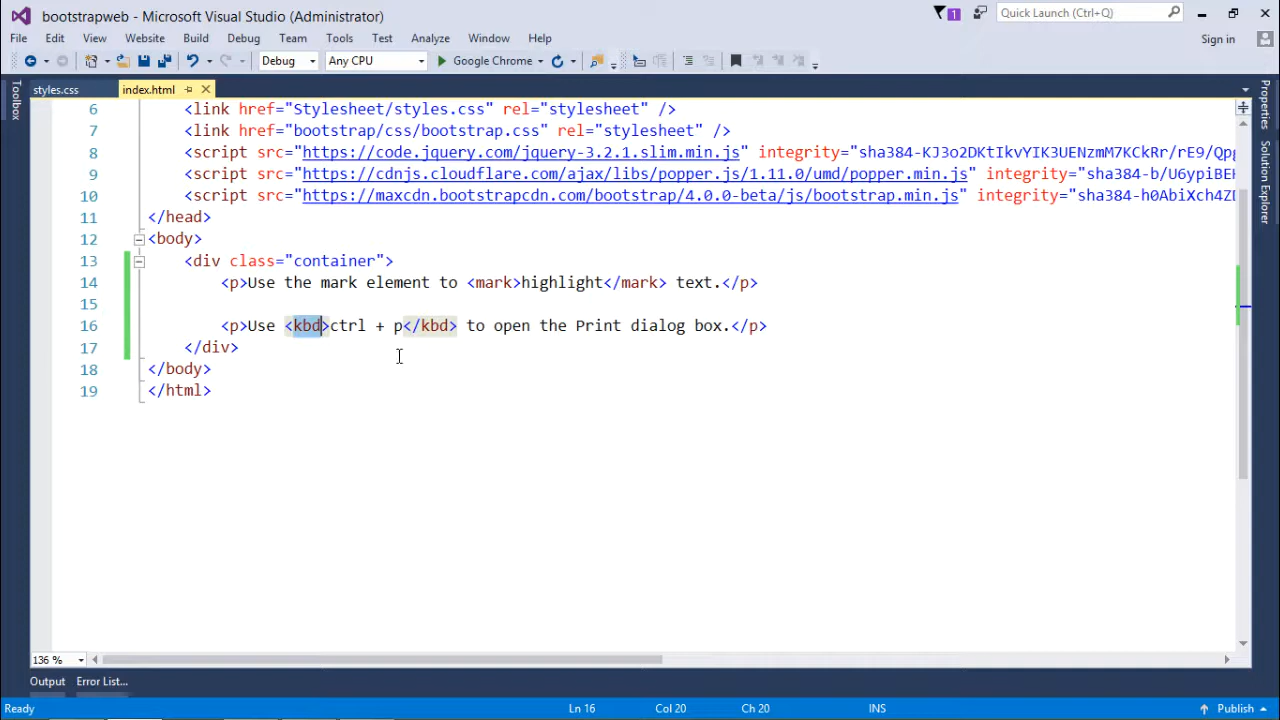 bootstrapweb - Microsoft Visual Studio (Administrator)
1
Quick Launch (Ctrl+Q)
File Edit View Website Build Debug Team Tools Test Analyze Window Help
Sign in
Debug Any CPU Google Chrome
styles.css index.html
Toolbox
Properties
Solution Explorer
6 <link href="Stylesheet/styles.css" rel="stylesheet" />
7 <link href="bootstrap/css/bootstrap.css" rel="stylesheet" />
8 <script src="https://code.jquery.com/jquery-3.2.1.slim.min.js" integrity="sha384-KJ3o2DKtIkvYIK3UENzmM7KCkRr/rE9/Qpg
9 <script src="https://cdnjs.cloudflare.com/ajax/libs/popper.js/1.11.0/umd/popper.min.js" integrity="sha384-b/U6ypiBE
10 <script src="https://maxcdn.bootstrapcdn.com/bootstrap/4.0.0-beta/js/bootstrap.min.js" integrity="sha384-h0AbiXch4Z
11 </head>
12 <body>
13 <div class="container">
14 <p>Use the mark element to <mark>highlight</mark> text.</p>
15
16 <p>Use <kbd>ctrl + p</kbd> to open the Print dialog box.</p>
17 </div>
18 </body>
19 </html>
136 %
Output Error List...
Ready Ln 16 Col 20 Ch 20 INS Publish